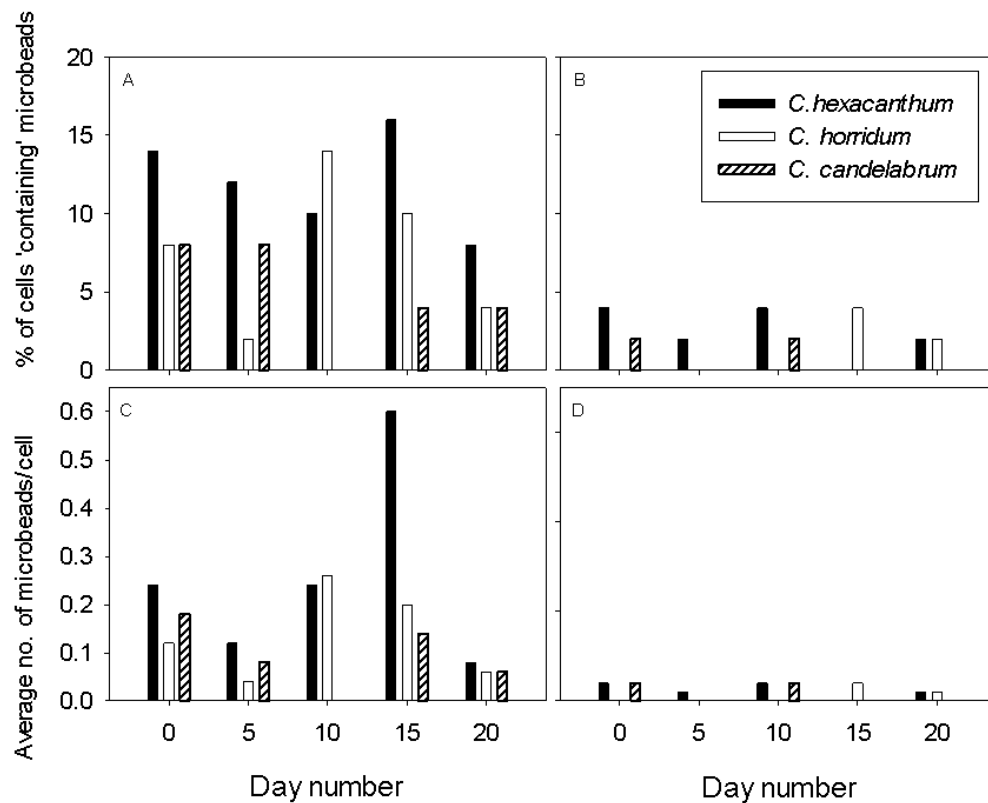 % of cells 'containing' microbeads
20
15
10
5
0
A
B
C.hexacanthum
C. horridum
C. candelabrum
Average no. of microbeads/cell
0.6
0.5
0.4
0.3
0.2
0.1
0.0
C
D
0 5 10 15 20
0 5 10 15 20
Day number
Day number